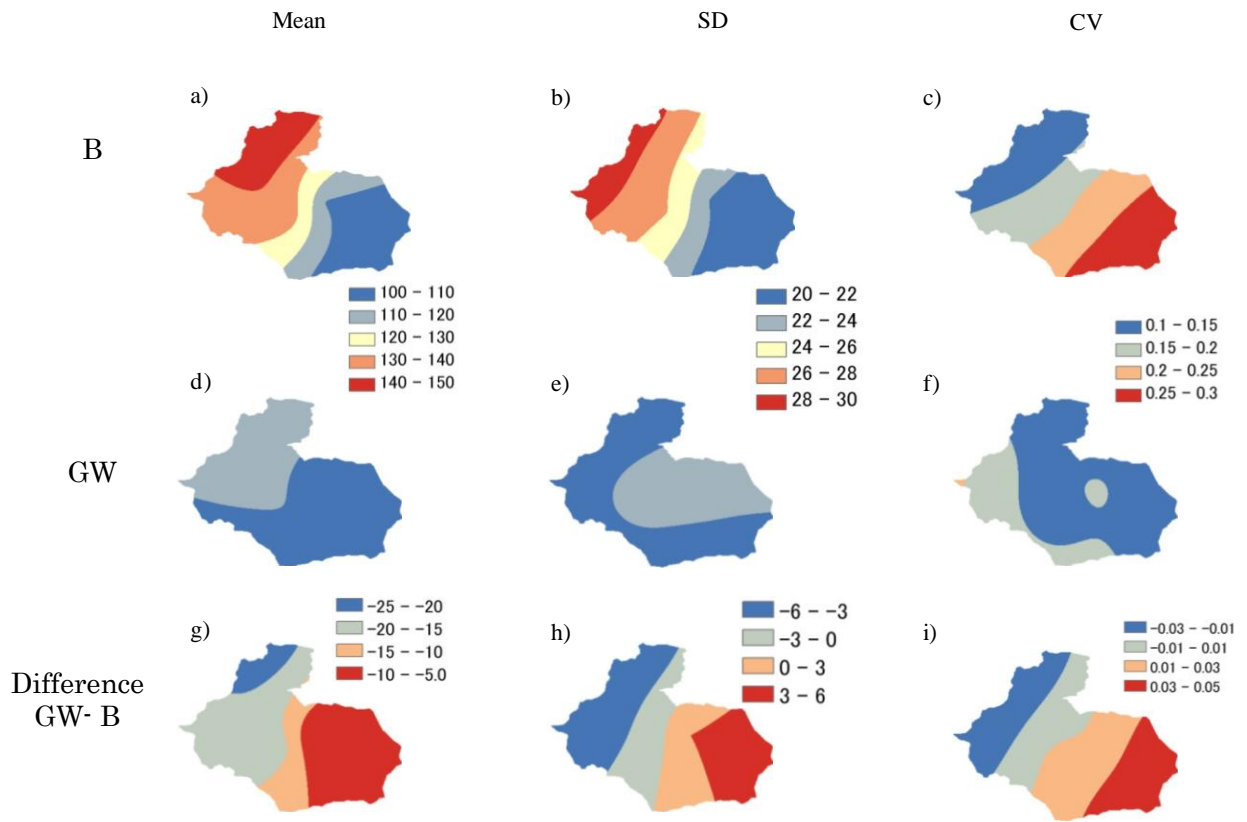 Mean SD CV
a) b) c)
B
100 - 110
110 - 120
120 - 130
130 - 140
140 - 150
20 - 22
22 - 24
24 - 26
26 - 28
28 - 30
0.1 - 0.15
0.15 - 0.2
0.2 - 0.25
0.25 - 0.3
d) e) f)
GW
g) h) i)
Difference
GW- B
-25 - -20
-20 - -15
-15 - -10
-10 - -5.0
-6 - -3
-3 - 0
0 - 3
3 - 6
-0.03 - -0.01
-0.01 - 0.01
0.01 - 0.03
0.03 - 0.05